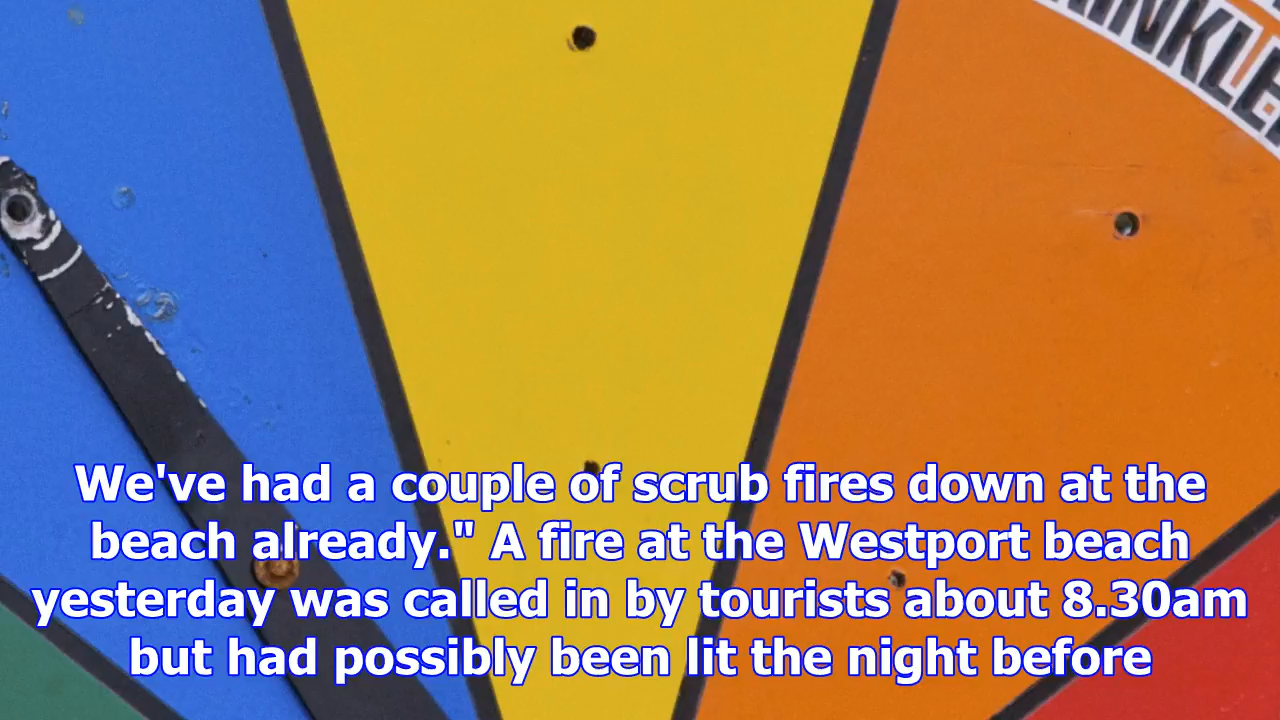 We've had a couple of scrub fires down at the
beach already." A fire at the Westport beach
yesterday was called in by tourists about 8.30am
but had possibly been lit the night before